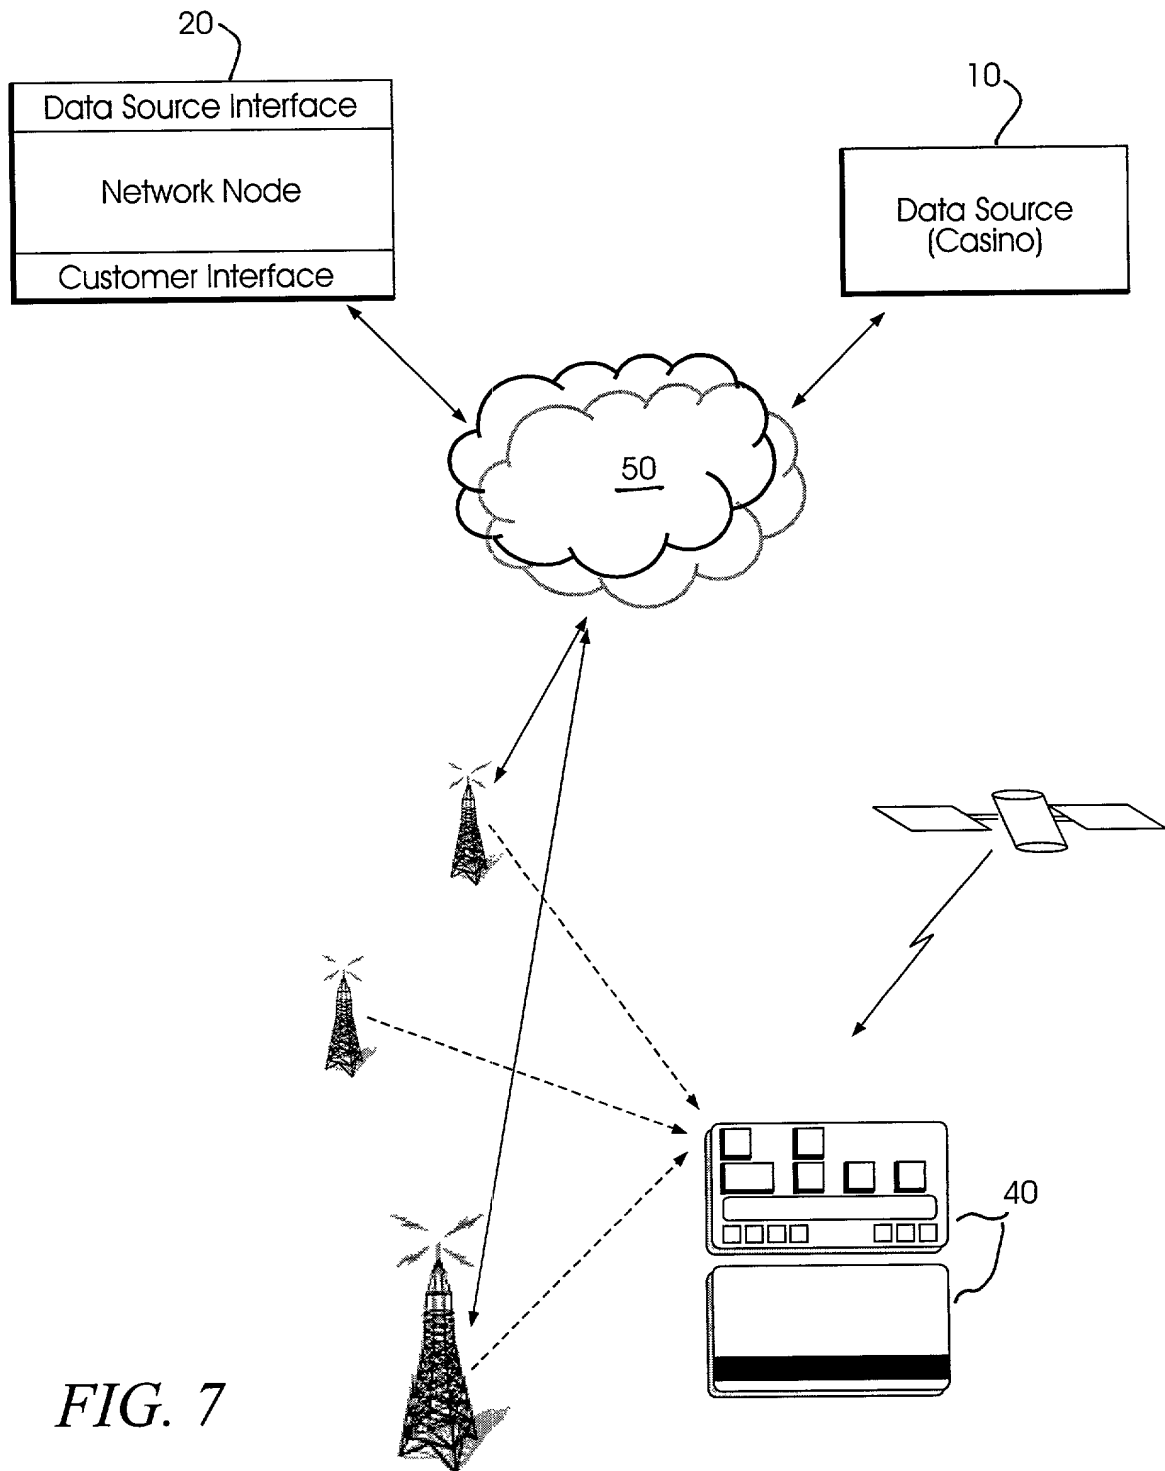 20
Data Source Interface
Network Node
Customer Interface
10
Data Source
(Casino)
50
40
FIG. 7